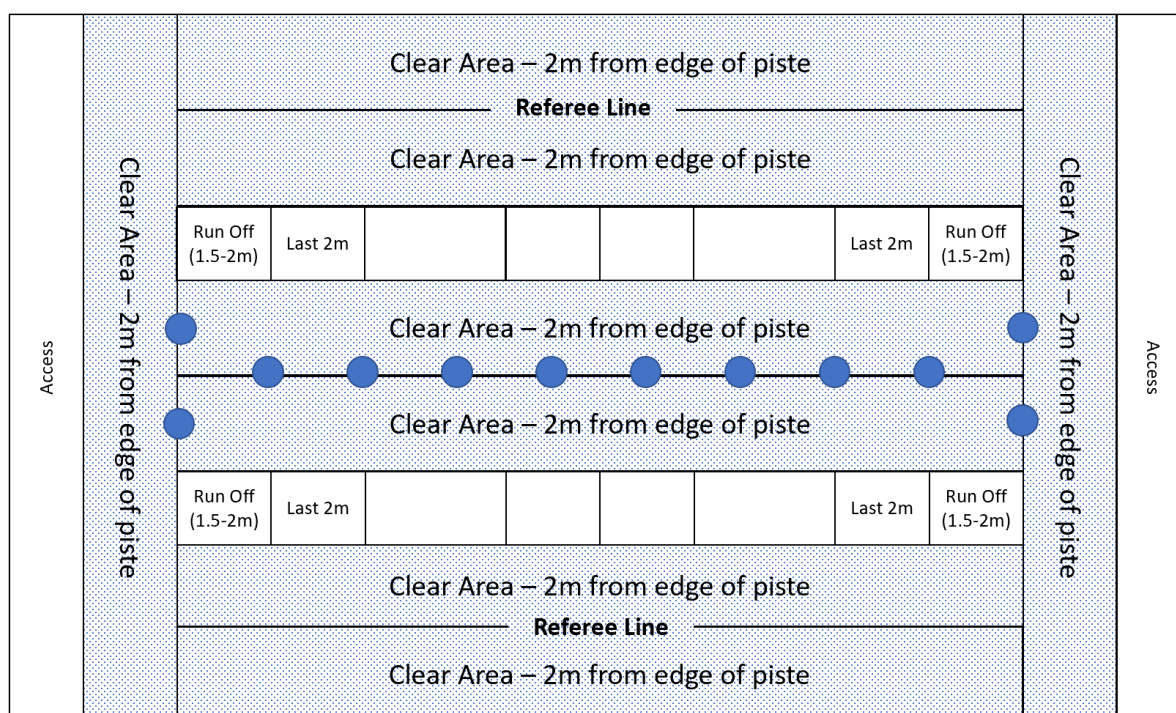 Clear Area – 2m from edge of piste
Referee Line
Clear Area – 2m from edge of piste
Run Off
(1.5-2m)
Last 2m
Last 2m
Run Off
(1.5-2m)
Clear Area – 2m from edge of piste
Clear Area – 2m from edge of piste
Run Off
(1.5-2m)
Last 2m
Last 2m
Run Off
(1.5-2m)
Clear Area – 2m from edge of piste
Referee Line
Clear Area – 2m from edge of piste
Access
Clear Area – 2m from edge of piste
Clear Area – 2m from edge of piste
Access